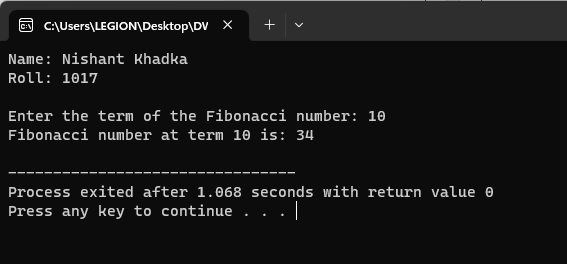 C:\Users\LEGION\Desktop\DV
Name: Nishant Khadka
Roll: 1017
Enter the term of the Fibonacci number: 10
Fibonacci number at term 10 is: 34
--------------------------------
Process exited after 1.068 seconds with return value 0
Press any key to continue . . .